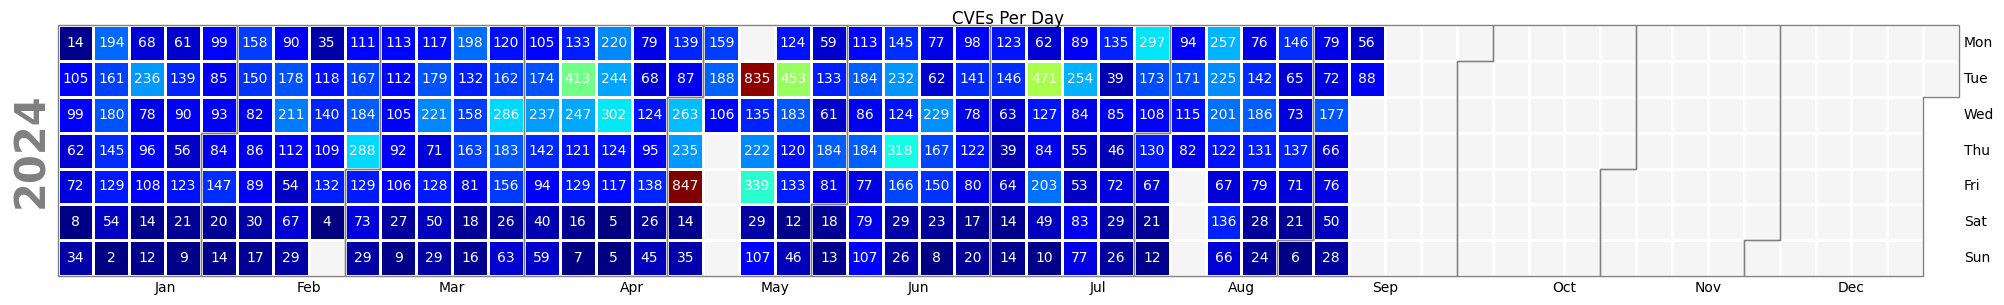 CVEs Per Day
14 194 68 61 99 158 90 35 111 113 117 198 120 105 133 220 79 139 159 124 59 113 145 77 98 123 62 89 135 297 94 257 76 146 79 56 Mon
105 161 236 139 85 150 178 118 167 112 179 132 162 174 413 244 68 87 188 835 453 133 184 232 62 141 146 471 254 39 173 171 225 142 65 72 88 Tue
99 180 78 90 93 82 211 140 184 105 221 158 286 237 247 302 124 263 106 135 183 61 86 124 229 78 63 127 84 85 108 115 201 186 73 177 Wed
62 145 96 56 84 86 112 109 288 92 71 163 183 142 121 124 95 235 222 120 184 184 318 167 122 39 84 55 46 130 82 122 131 137 66 Thu
72 129 108 123 147 89 54 132 129 106 128 81 156 94 129 117 138 847 339 133 81 77 166 150 80 64 203 53 72 67 67 79 71 76 Fri
8 54 14 21 20 30 67 4 73 27 50 18 26 40 16 5 26 14 29 12 18 79 29 23 17 14 49 83 29 21 136 28 21 50 Sat
34 2 12 9 14 17 29 29 9 29 16 63 59 7 5 45 35 107 46 13 107 26 8 20 14 10 77 26 12 66 24 6 28 Sun
2024
Jan Feb Mar Apr May Jun Jul Aug Sep Oct Nov Dec